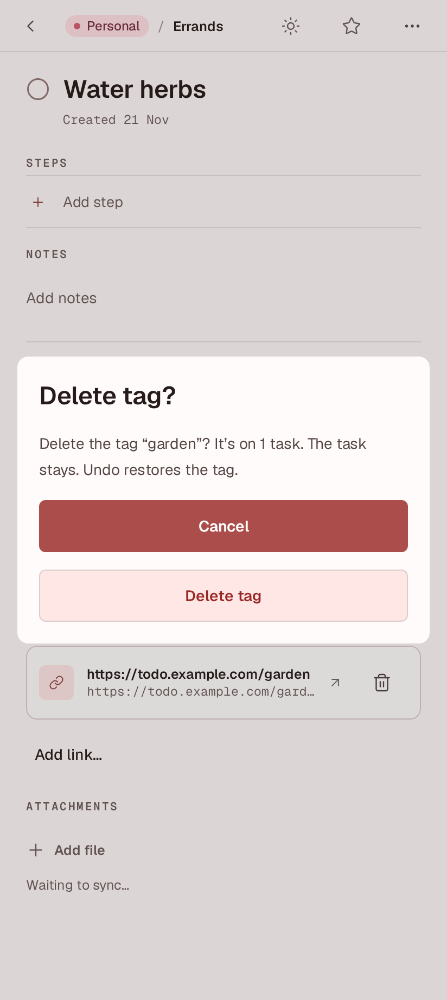 Personal / Errands
Water herbs
Created 21 Nov
STEPS
Add step
NOTES
Add notes
Delete tag?
Delete the tag “garden”? It’s on 1 task. The task
stays. Undo restores the tag.
Cancel
Delete tag
https://todo.example.com/garden
https://todo.example.com/gard…
Add link…
ATTACHMENTS
Add file
Waiting to sync…